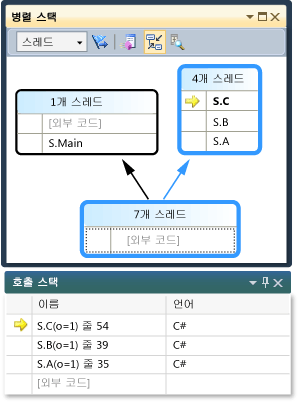 병렬 스택
스레드
1개 스레드
[외부 코드]
S.Main
4개 스레드
S.C
S.B
S.A
7개 스레드
[외부 코드]
호출 스택
이름 언어
S.C(o=1) 줄 54 C#
S.B(o=1) 줄 39 C#
S.A(o=1) 줄 35 C#
[외부 코드]